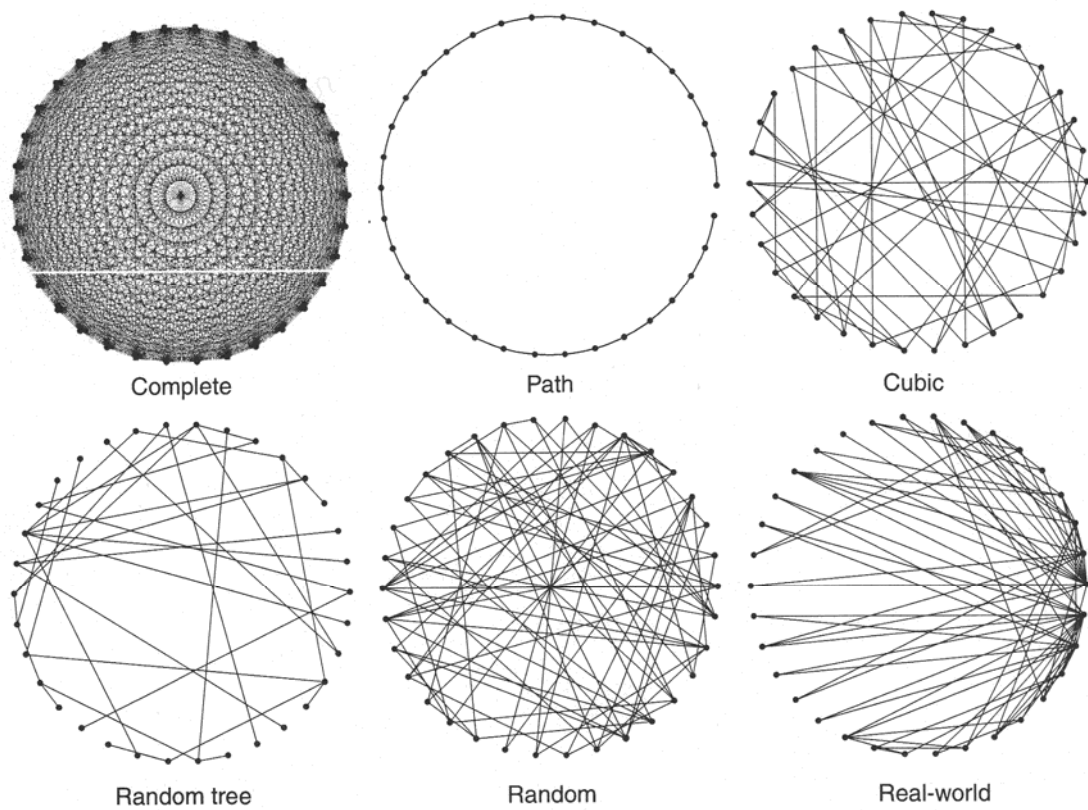 Complete
Path
Cubic
Random tree
Random
Real-world